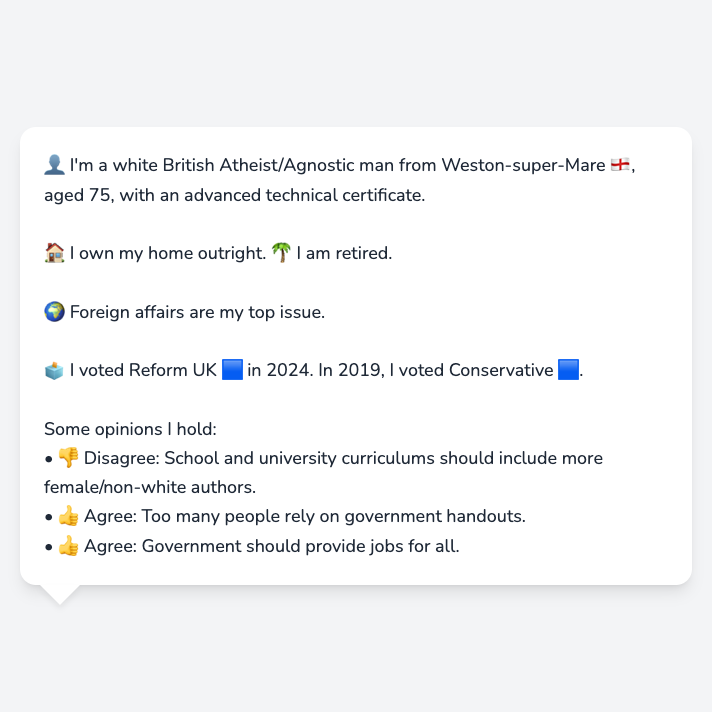 👤 I'm a white British Atheist/Agnostic man from Weston-super-Mare 🏴󠁧󠁢󠁥󠁮󠁧󠁿,
aged 75, with an advanced technical certificate.
🏠 I own my home outright. 🌴 I am retired.
🌍 Foreign affairs are my top issue.
🗳️ I voted Reform UK 🟦 in 2024. In 2019, I voted Conservative 🟦.
Some opinions I hold:
• 👎 Disagree: School and university curriculums should include more
female/non-white authors.
• 👍 Agree: Too many people rely on government handouts.
• 👍 Agree: Government should provide jobs for all.